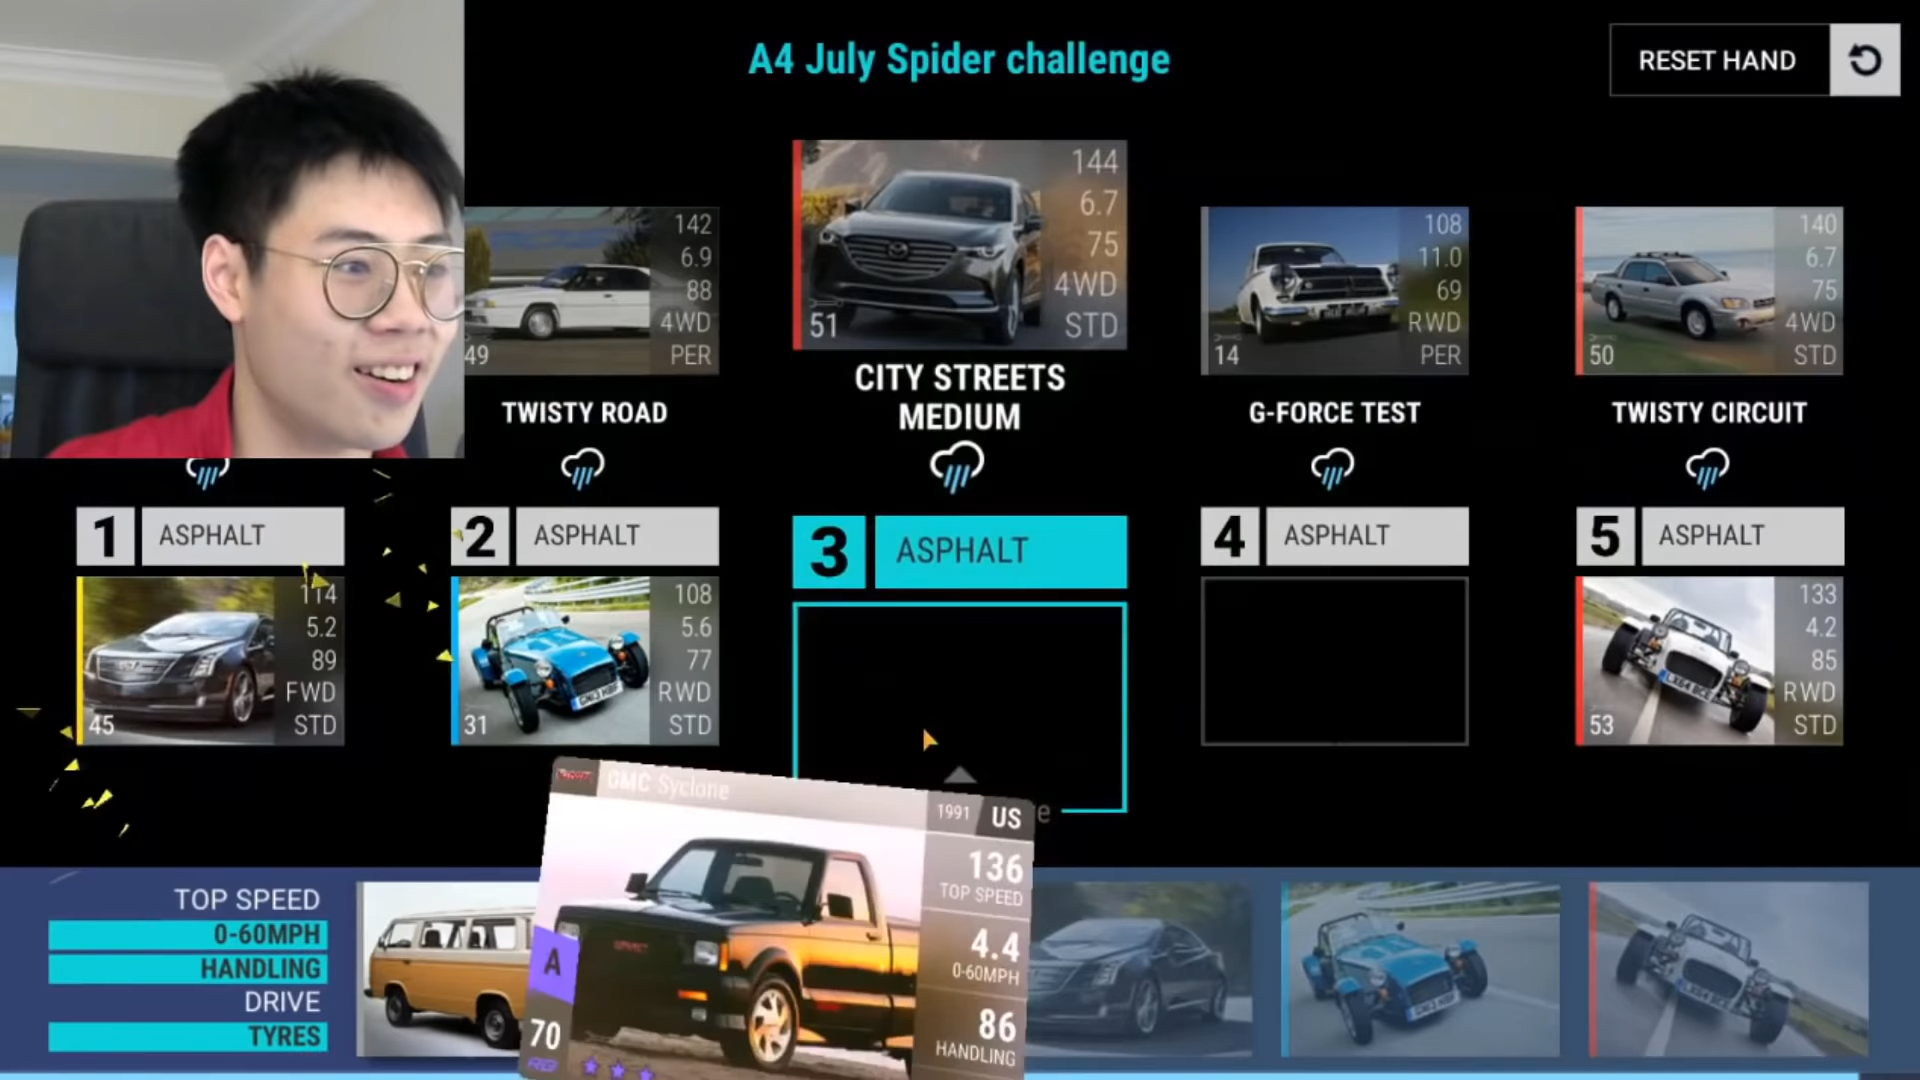 A4 July Spider challenge
RESET HAND
142
6.9
88
4WD
PER
49
TWISTY ROAD
144
6.7
75
4WD
STD
51
CITY STREETS
MEDIUM
108
11.0
69
RWD
PER
14
G-FORCE TEST
140
6.7
75
4WD
STD
50
TWISTY CIRCUIT
1 ASPHALT
114
5.2
89
FWD
STD
45
2 ASPHALT
108
5.6
77
RWD
STD
31
3 ASPHALT
4 ASPHALT
5 ASPHALT
133
4.2
85
RWD
STD
53
TOP SPEED
0-60MPH
HANDLING
DRIVE
TYRES
GMC Syclone
1991 US
136
TOP SPEED
4.4
0-60MPH
86
HANDLING
A
70